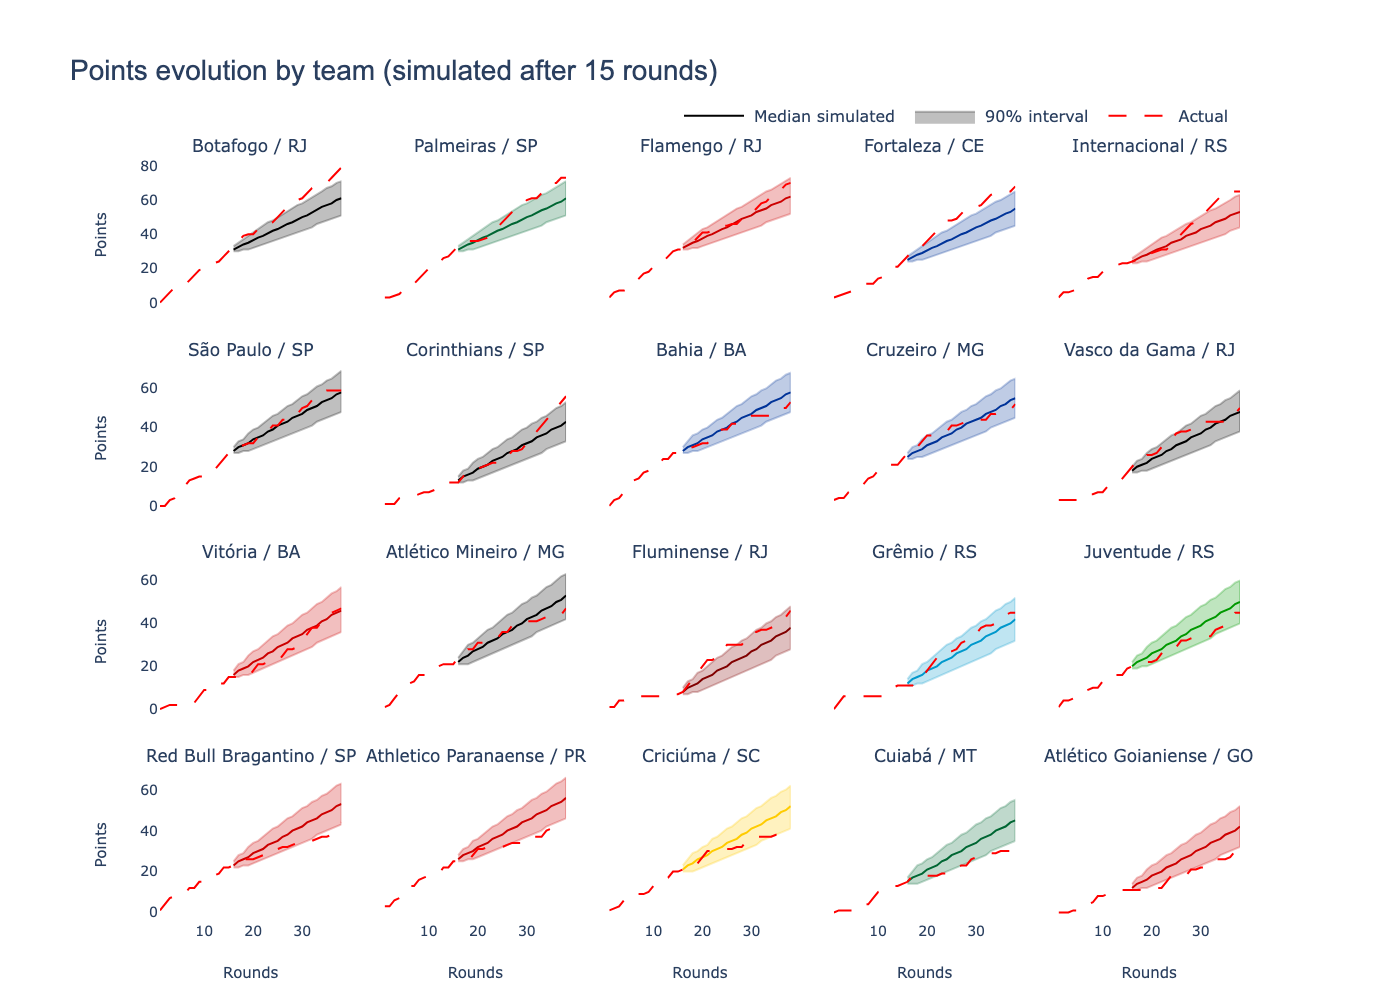 Points evolution by team (simulated after 15 rounds)
Median simulated 90% interval Actual
Botafogo / RJ Palmeiras / SP Flamengo / RJ Fortaleza / CE Internacional / RS
80
60
40
20
0
Points
São Paulo / SP Corinthians / SP Bahia / BA Cruzeiro / MG Vasco da Gama / RJ
60
40
20
0
Points
Vitória / BA Atlético Mineiro / MG Fluminense / RJ Grêmio / RS Juventude / RS
60
40
20
0
Points
Red Bull Bragantino / SP Athletico Paranaense / PR Criciúma / SC Cuiabá / MT Atlético Goianiense / GO
60
40
20
0
Points
10 20 30 10 20 30 10 20 30 10 20 30 10 20 30
Rounds Rounds Rounds Rounds Rounds